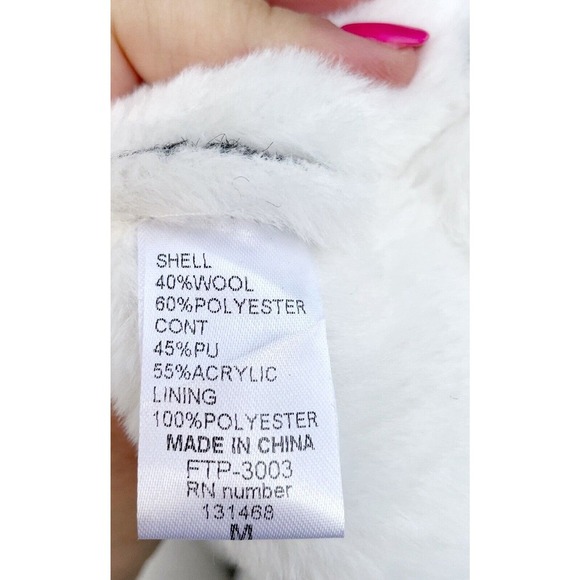 SHELL
40%WOOL
60%POLYESTER
CONT
45%PU
55%ACRYLIC
LINING
100%POLYESTER
MADE IN CHINA
FTP-3003
RN number
131468
M